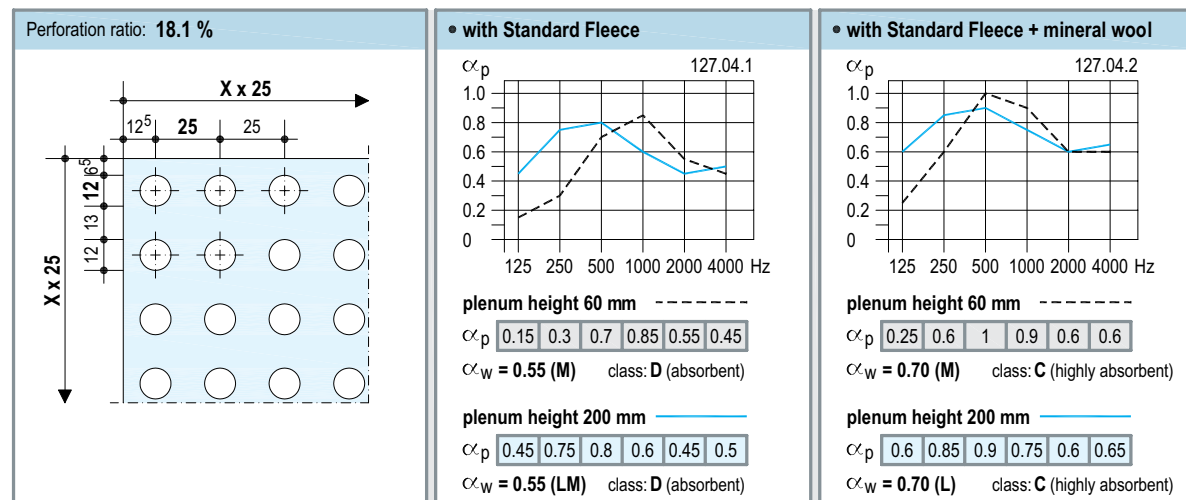 Perforation ratio: 18.1 %
X x 25
12⁵ 25 25
6⁵
12
13
12
X x 25
• with Standard Fleece
αp 127.04.1
1.0
0.8
0.6
0.4
0.2
0
125 250 500 1000 2000 4000 Hz
plenum height 60 mm
αp 0.15 0.3 0.7 0.85 0.55 0.45
αw = 0.55 (M) class: D (absorbent)
plenum height 200 mm
αp 0.45 0.75 0.8 0.6 0.45 0.5
αw = 0.55 (LM) class: D (absorbent)
• with Standard Fleece + mineral wool
αp 127.04.2
1.0
0.8
0.6
0.4
0.2
0
125 250 500 1000 2000 4000 Hz
plenum height 60 mm
αp 0.25 0.6 1 0.9 0.6 0.6
αw = 0.70 (M) class: C (highly absorbent)
plenum height 200 mm
αp 0.6 0.85 0.9 0.75 0.6 0.65
αw = 0.70 (L) class: C (highly absorbent)